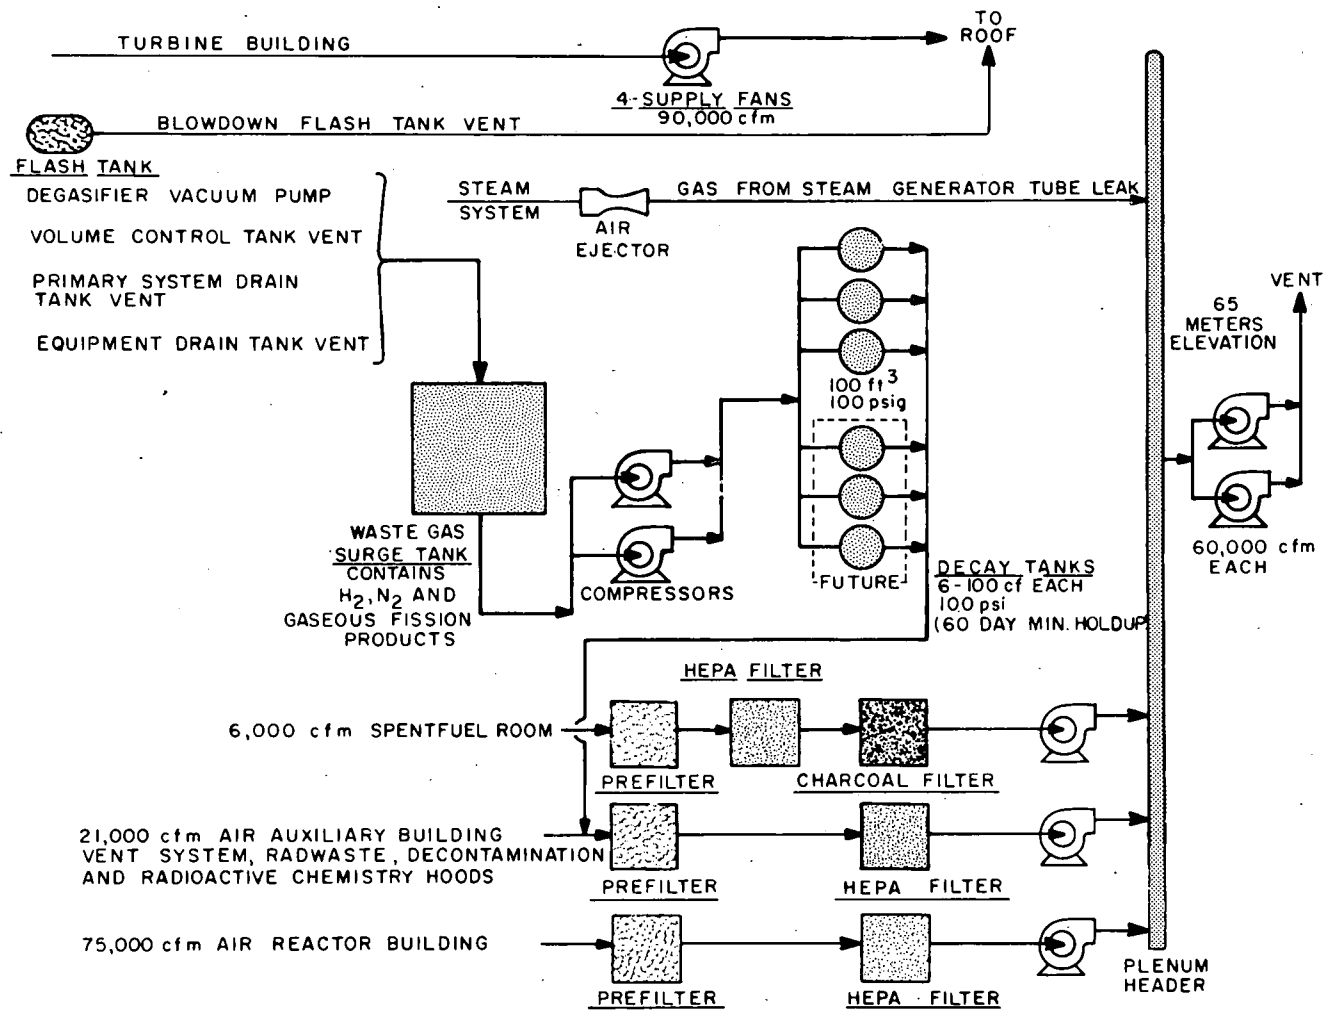 TURBINE BUILDING
TO
ROOF
4-SUPPLY FANS
90,000 cfm
BLOWDOWN FLASH TANK VENT
FLASH TANK
DEGASIFIER VACUUM PUMP
VOLUME CONTROL TANK VENT
PRIMARY SYSTEM DRAIN
TANK VENT
EQUIPMENT DRAIN TANK VENT
STEAM
SYSTEM
AIR
EJECTOR
GAS FROM STEAM GENERATOR TUBE LEAK
100 ft³
100 psig
FUTURE
WASTE GAS
SURGE TANK
CONTAINS
H₂, N₂ AND
GASEOUS FISSION
PRODUCTS
COMPRESSORS
DECAY TANKS
6-100 cf EACH
100 psi
(60 DAY MIN. HOLDUP
VENT
65
METERS
ELEVATION
60,000 cfm
EACH
HEPA FILTER
6,000 cfm SPENTFUEL ROOM
PREFILTER
CHARCOAL FILTER
21,000 cfm AIR AUXILIARY BUILDING
VENT SYSTEM, RADWASTE, DECONTAMINATION
AND RADIOACTIVE CHEMISTRY HOODS
PREFILTER
HEPA FILTER
75,000 cfm AIR REACTOR BUILDING
PREFILTER
HEPA FILTER
PLENUM
HEADER